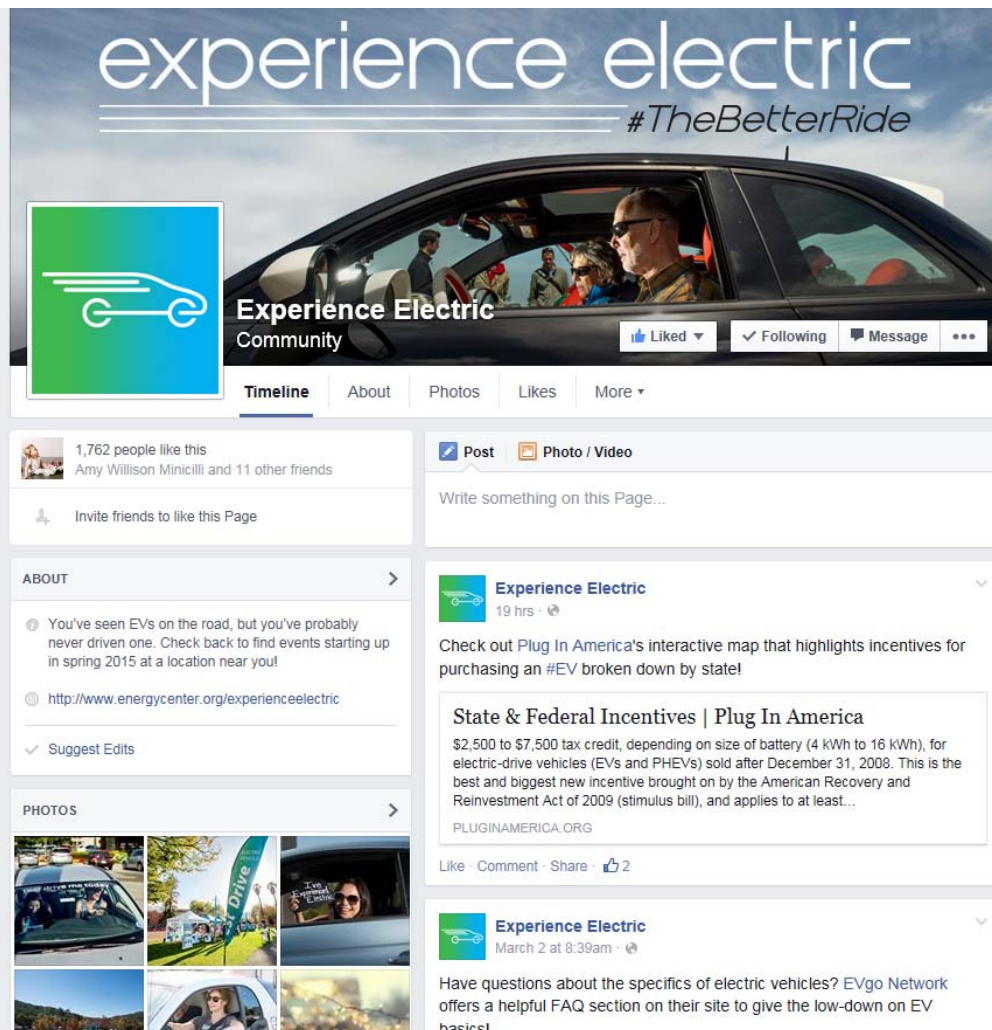 experience electric
#TheBetterRide
Experience Electric
Community
Liked
Following
Message
Timeline
About
Photos
Likes
More
1,762 people like this
Amy Willison Minicilli and 11 other friends
Invite friends to like this Page
Post
Photo / Video
Write something on this Page...
ABOUT
You've seen EVs on the road, but you've probably
never driven one. Check back to find events starting up
in spring 2015 at a location near you!
http://www.energycenter.org/experienceelectric
Suggest Edits
PHOTOS
drive me today
Drive
I've
Experienced
Electric
Experience Electric
19 hrs ·
Check out Plug In America's interactive map that highlights incentives for
purchasing an #EV broken down by state!
State & Federal Incentives | Plug In America
$2,500 to $7,500 tax credit, depending on size of battery (4 kWh to 16 kWh), for
electric-drive vehicles (EVs and PHEVs) sold after December 31, 2008. This is the
best and biggest new incentive brought on by the American Recovery and
Reinvestment Act of 2009 (stimulus bill), and applies to at least...
PLUGINAMERICA.ORG
Like · Comment · Share · 2
Experience Electric
March 2 at 8:39am ·
Have questions about the specifics of electric vehicles? EVgo Network
offers a helpful FAQ section on their site to give the low-down on EV
basics!